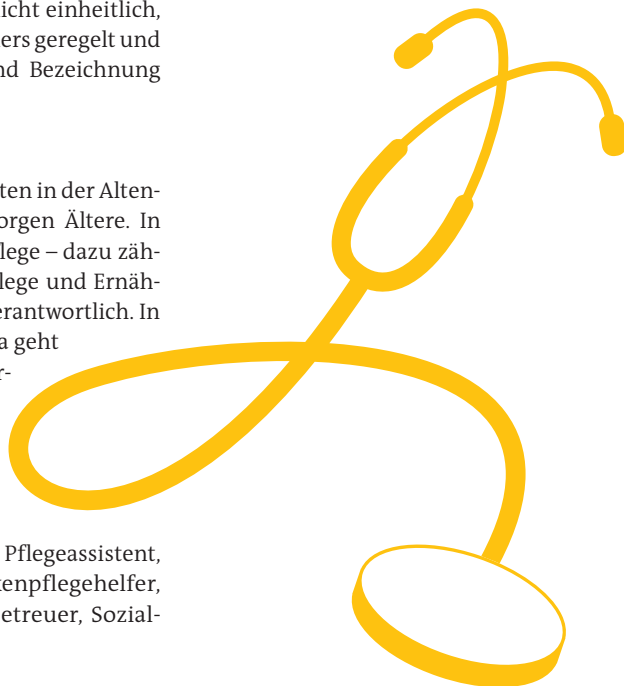 icht einheitlich,
ers geregelt und
nd Bezeichnung
ten in der Alten-
orgen Ältere. In
lege – dazu zäh-
lege und Ernäh-
erantwortlich. In
a geht
r-
Pflegeassistent,
kenpflegehelfer,
etreuer, Sozial-